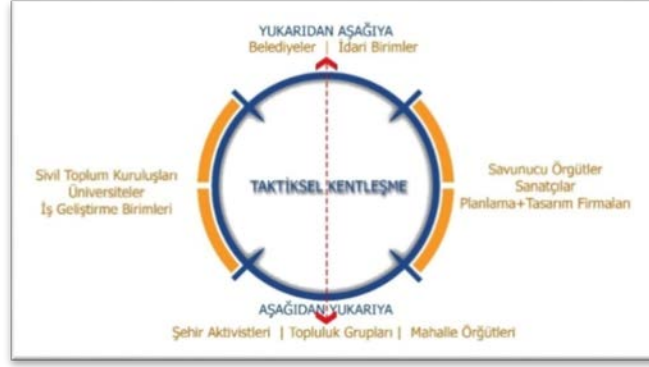 YUKARIDAN AŞAĞIYA
Belediyeler | İdari Birimler
Sivil Toplum Kuruluşları
Üniversiteler
İş Geliştirme Birimleri
TAKTİKSEL KENTLEŞME
Savunucu Örgütler
Sanatçılar
Planlama+Tasarım Firmaları
AŞAĞIDAN YUKARIYA
Şehir Aktivistleri | Topluluk Grupları | Mahalle Örğütleri